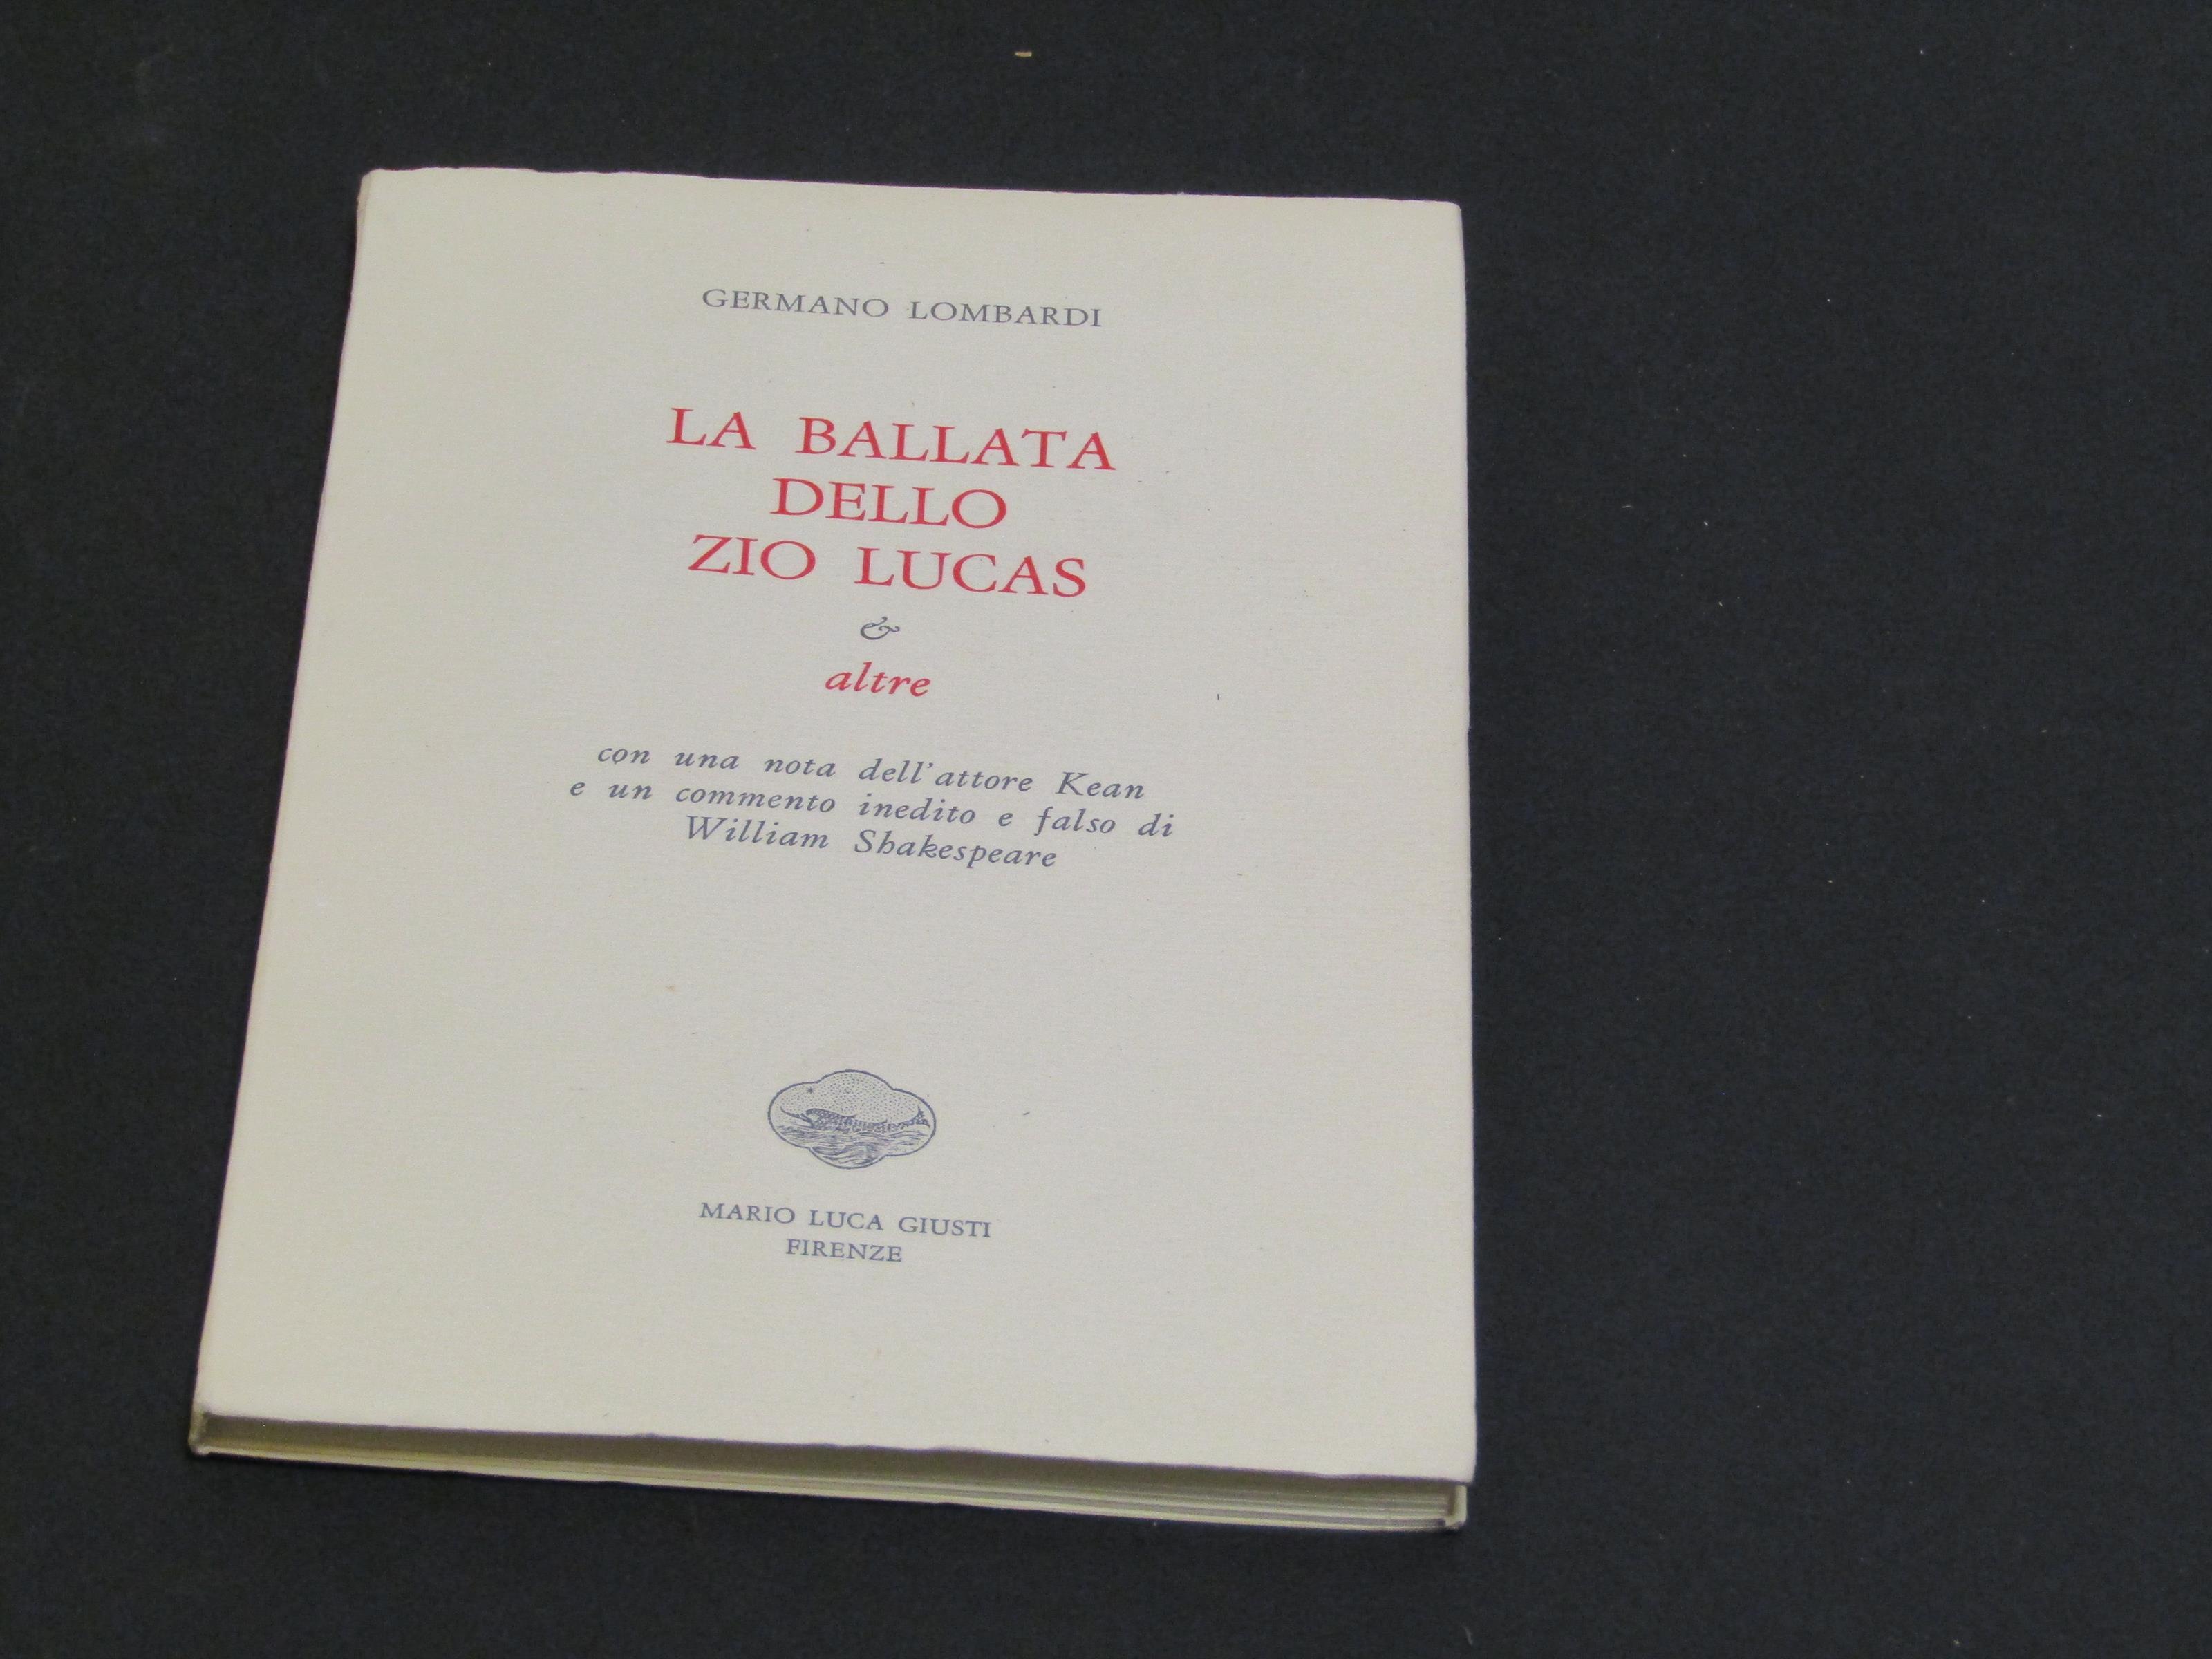 GERMANO LOMBARDI
LA BALLATA
DELLO
ZIO LUCAS
&
altre
con una nota dell'attore Kean
e un commento inedito e falso di
William Shakespeare
MARIO LUCA GIUSTI
FIRENZE